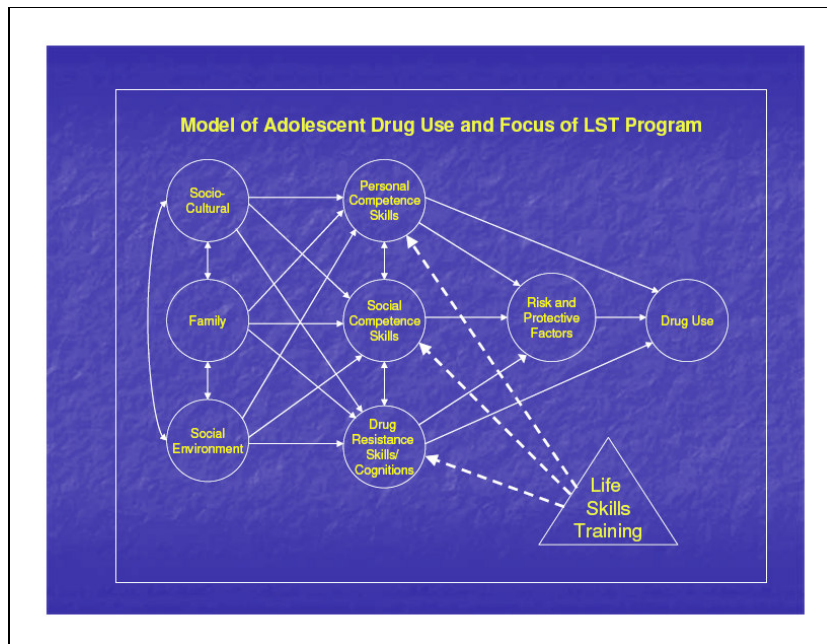 Model of Adolescent Drug Use and Focus of LST Program
Socio-
Cultural
Personal
Competence
Skills
Family
Social
Competence
Skills
Risk and
Protective
Factors
Drug Use
Social
Environment
Drug
Resistance
Skills/
Cognitions
Life
Skills
Training